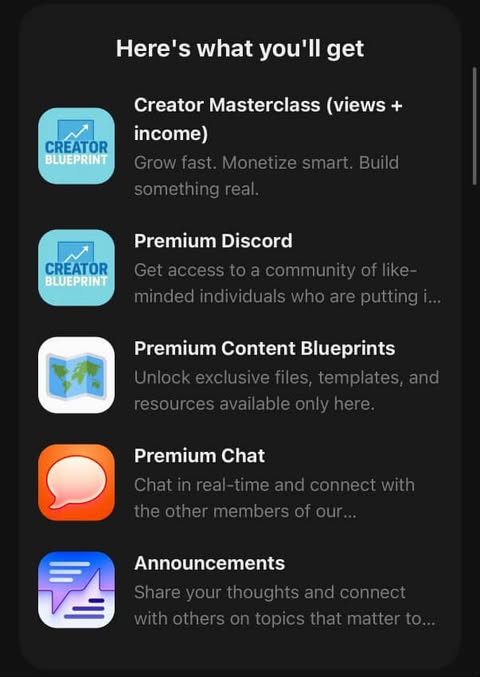 Here's what you'll get
CREATOR
BLUEPRINT
Creator Masterclass (views +
income)
Grow fast. Monetize smart. Build
something real.
CREATOR
BLUEPRINT
Premium Discord
Get access to a community of like-
minded individuals who are putting i...
Premium Content Blueprints
Unlock exclusive files, templates, and
resources available only here.
Premium Chat
Chat in real-time and connect with
the other members of our...
Announcements
Share your thoughts and connect
with others on topics that matter to...